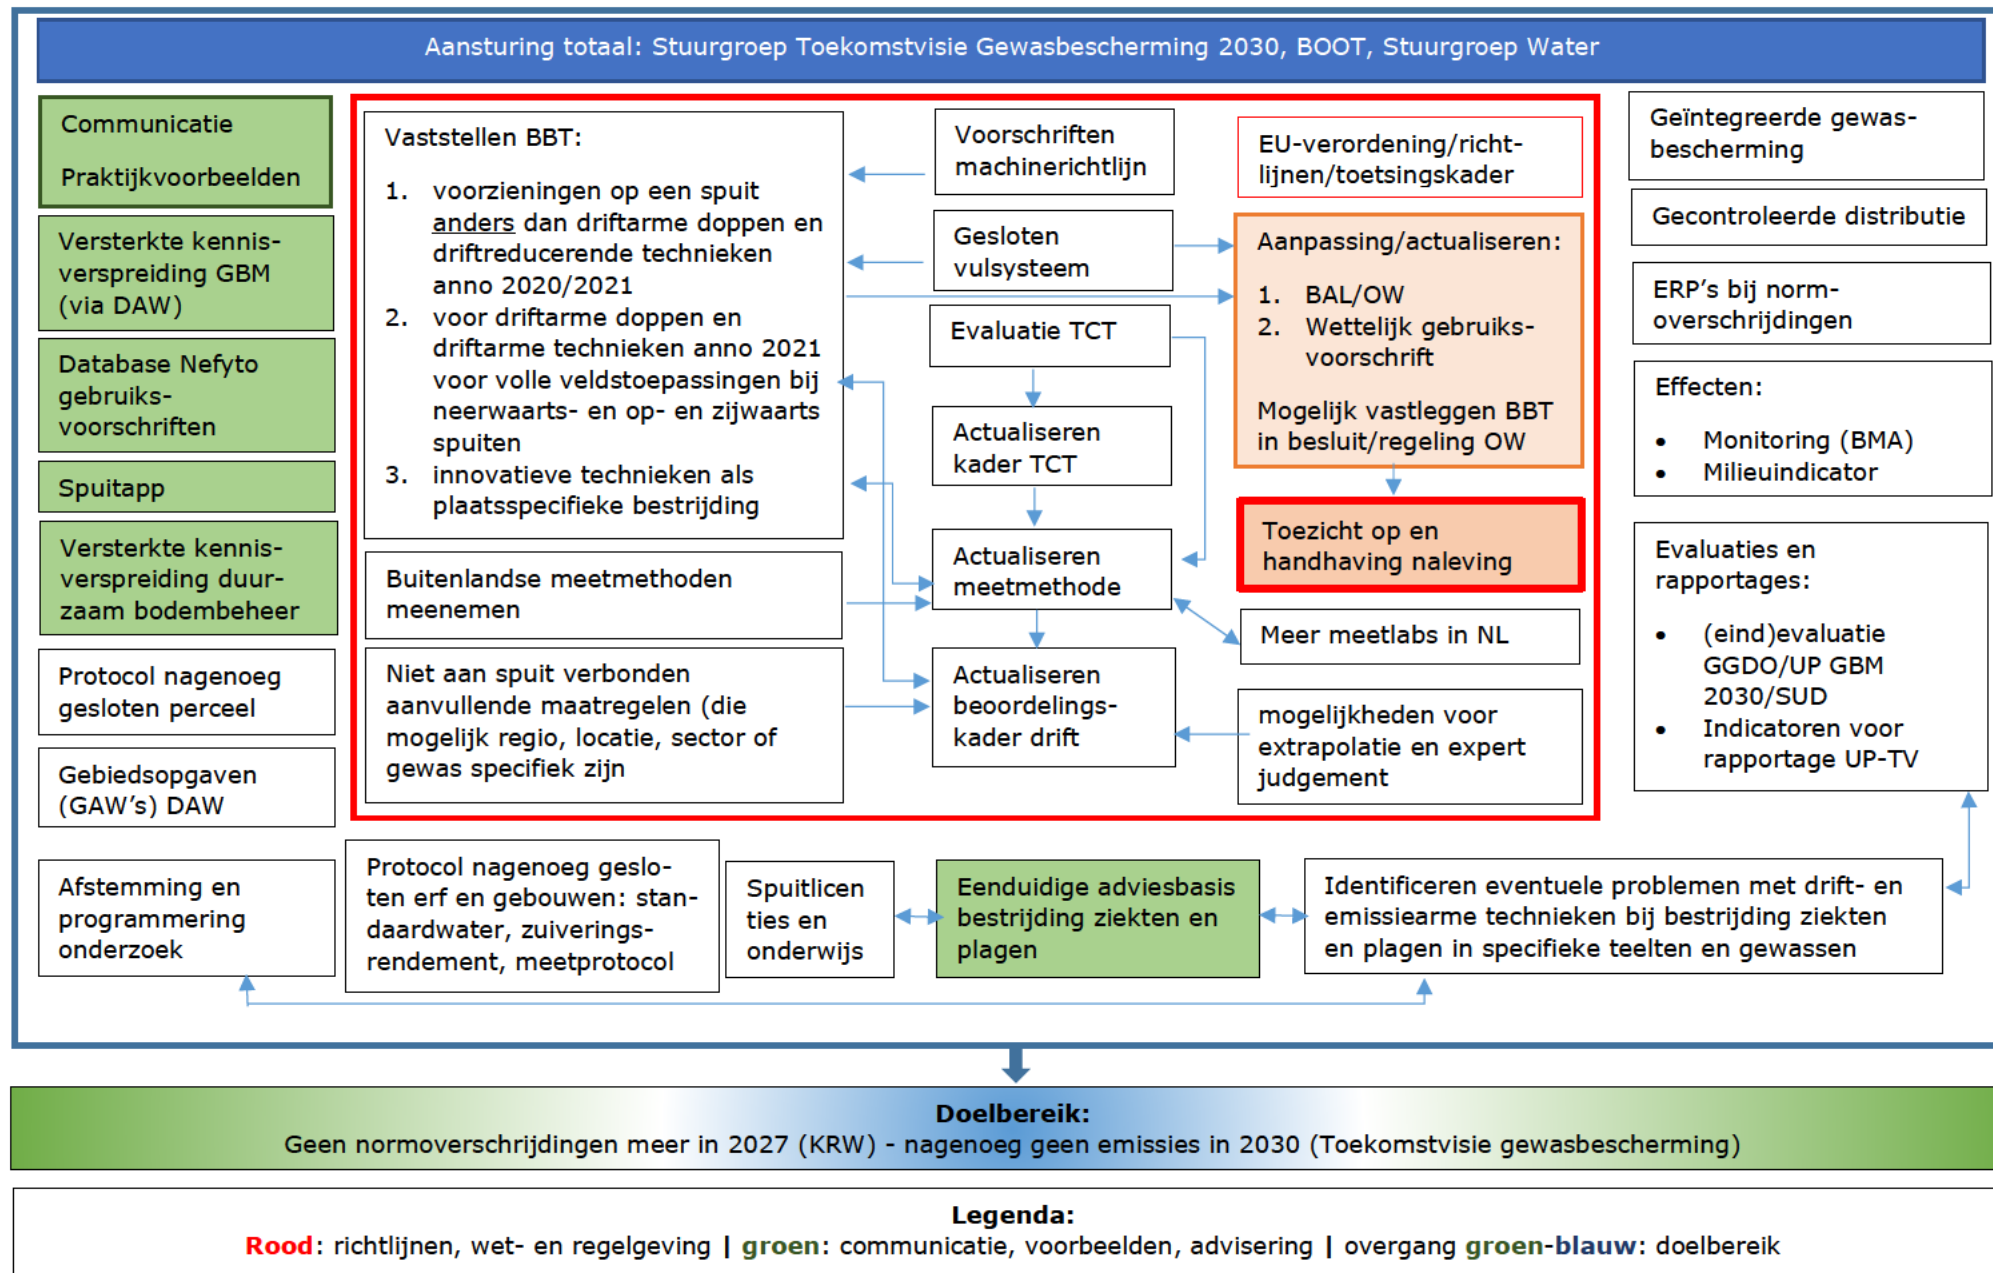 Aansturing totaal: Stuurgroep Toekomstvisie Gewasbescherming 2030, BOOT, Stuurgroep Water
Communicatie
Praktijkvoorbeelden
Versterkte kennis-
verspreiding GBM
(via DAW)
Database Nefyto
gebruiks-
voorschriften
Spuitapp
Versterkte kennis-
verspreiding duur-
zaam bodembeheer
Protocol nagenoeg
gesloten perceel
Gebiedsopgaven
(GAW's) DAW
Afstemming en
programmering
onderzoek
Vaststellen BBT:
1. voorzieningen op een spuit
anders dan driftarme doppen en
driftreducerende technieken
anno 2020/2021
2. voor driftarme doppen en
driftarme technieken anno 2021
voor volle veldstoepassingen bij
neerwaarts- en op- en zijwaarts
spuiten
3. innovatieve technieken als
plaatsspecifieke bestrijding
Buitenlandse meetmethoden
meenemen
Niet aan spuit verbonden
aanvullende maatregelen (die
mogelijk regio, locatie, sector of
gewas specifiek zijn
Voorschriften
machinerichtlijn
Gesloten
vulsysteem
Evaluatie TCT
Actualiseren
kader TCT
Actualiseren
meetmethode
Actualiseren
beoordelings-
kader drift
EU-verordening/richt-
lijnen/toetsingskader
Aanpassing/actualiseren:
1. BAL/OW
2. Wettelijk gebruiks-
voorschrift
Mogelijk vastleggen BBT
in besluit/regeling OW
Toezicht op en
handhaving naleving
Meer meetlabs in NL
mogelijkheden voor
extrapolatie en expert
judgement
Geïntegreerde gewas-
bescherming
Gecontroleerde distributie
ERP's bij norm-
overschrijdingen
Effecten:
• Monitoring (BMA)
• Milieuindicator
Evaluaties en
rapportages:
• (eind)evaluatie
GGDO/UP GBM
2030/SUD
• Indicatoren voor
rapportage UP-TV
Protocol nagenoeg geslo-
ten erf en gebouwen: stan-
daardwater, zuiverings-
rendement, meetprotocol
Spuitlicen
ties en
onderwijs
Eenduidige adviesbasis
bestrijding ziekten en
plagen
Identificeren eventuele problemen met drift- en
emissiearme technieken bij bestrijding ziekten
en plagen in specifieke teelten en gewassen
Doelbereik:
Geen normoverschrijdingen meer in 2027 (KRW) - nagenoeg geen emissies in 2030 (Toekomstvisie gewasbescherming)
Legenda:
Rood: richtlijnen, wet- en regelgeving | groen: communicatie, voorbeelden, advisering | overgang groen-blauw: doelbereik